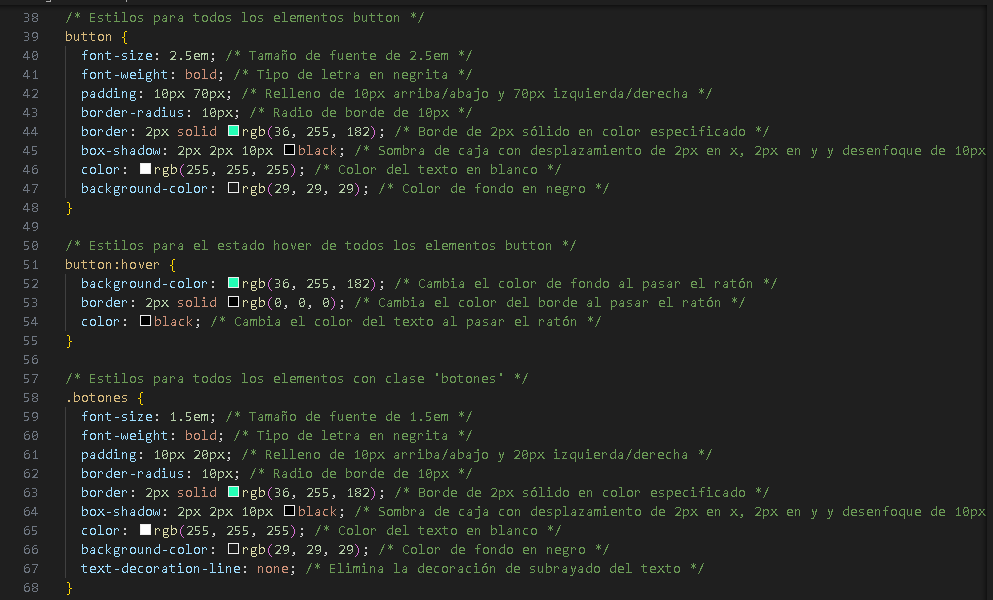 38 /* Estilos para todos los elementos button */
39 button {
40 font-size: 2.5em; /* Tamaño de fuente de 2.5em */
41 font-weight: bold; /* Tipo de letra en negrita */
42 padding: 10px 70px; /* Relleno de 10px arriba/abajo y 70px izquierda/derecha */
43 border-radius: 10px; /* Radio de borde de 10px */
44 border: 2px solid rgb(36, 255, 182); /* Borde de 2px sólido en color especificado */
45 box-shadow: 2px 2px 10px black; /* Sombra de caja con desplazamiento de 2px en x, 2px en y y desenfoque de 10px
46 color: rgb(255, 255, 255); /* Color del texto en blanco */
47 background-color: rgb(29, 29, 29); /* Color de fondo en negro */
48 }
49
50 /* Estilos para el estado hover de todos los elementos button */
51 button:hover {
52 background-color: rgb(36, 255, 182); /* Cambia el color de fondo al pasar el ratón */
53 border: 2px solid rgb(0, 0, 0); /* Cambia el color del borde al pasar el ratón */
54 color: black; /* Cambia el color del texto al pasar el ratón */
55 }
56
57 /* Estilos para todos los elementos con clase 'botones' */
58 .botones {
59 font-size: 1.5em; /* Tamaño de fuente de 1.5em */
60 font-weight: bold; /* Tipo de letra en negrita */
61 padding: 10px 20px; /* Relleno de 10px arriba/abajo y 20px izquierda/derecha */
62 border-radius: 10px; /* Radio de borde de 10px */
63 border: 2px solid rgb(36, 255, 182); /* Borde de 2px sólido en color especificado */
64 box-shadow: 2px 2px 10px black; /* Sombra de caja con desplazamiento de 2px en x, 2px en y y desenfoque de 10px
65 color: rgb(255, 255, 255); /* Color del texto en blanco */
66 background-color: rgb(29, 29, 29); /* Color de fondo en negro */
67 text-decoration-line: none; /* Elimina la decoración de subrayado del texto */
68 }